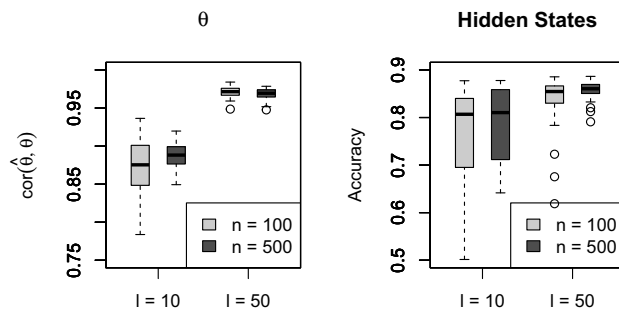 θ
cor(θ̂, θ)
0.95
0.85
0.75
n = 100
n = 500
I = 10
I = 50
Hidden States
Accuracy
0.9
0.8
0.7
0.6
0.5
n = 100
n = 500
I = 10
I = 50